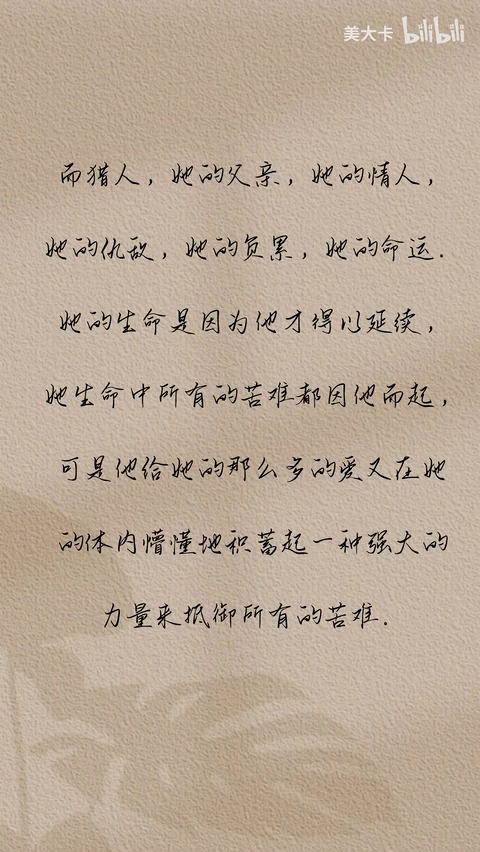 美大卡 bilibili
而猎人，她的父亲，她的情人，
她的仇敌，她的负累，她的命运.
她的生命是因为他才得以延续，
她生命中所有的苦难都因他而起，
可是他给她的那么多的爱又在她
的体内懵懂地积蓄起一种强大的
力量来抵御所有的苦难.